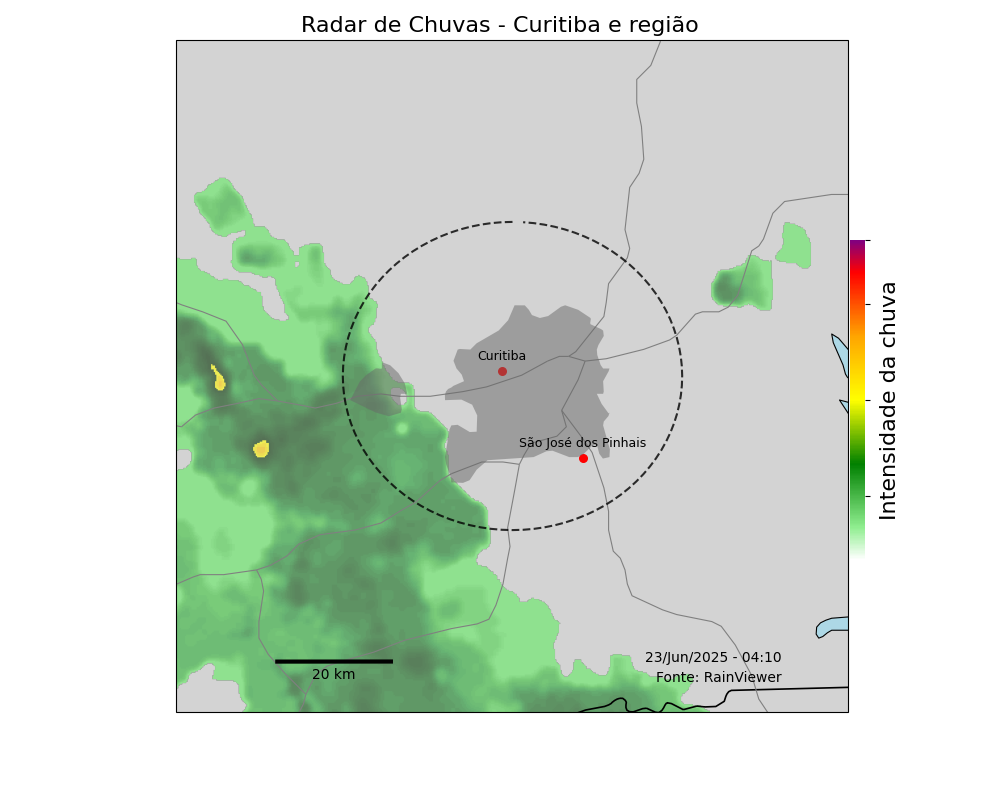 Radar de Chuvas - Curitiba e região
Curitiba
São José dos Pinhais
Intensidade da chuva
23/Jun/2025 - 04:10
Fonte: RainViewer
20 km